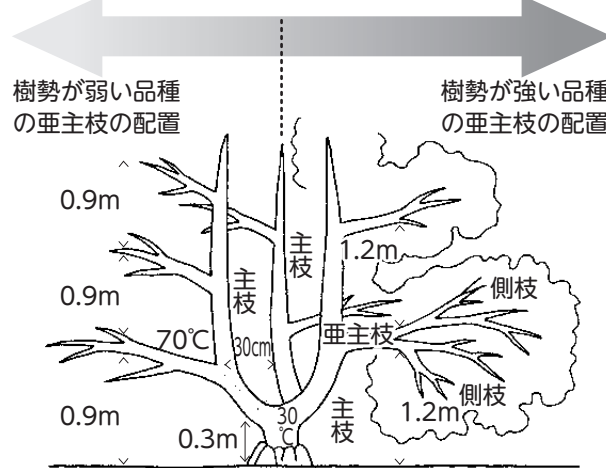 樹勢が弱い品種
の亜主枝の配置
樹勢が強い品種
の亜主枝の配置
0.9m
0.9m
0.9m
70℃
30cm
主枝
主枝
1.2m
側枝
亜主枝
側枝
1.2m
主枝
30
℃
0.3m